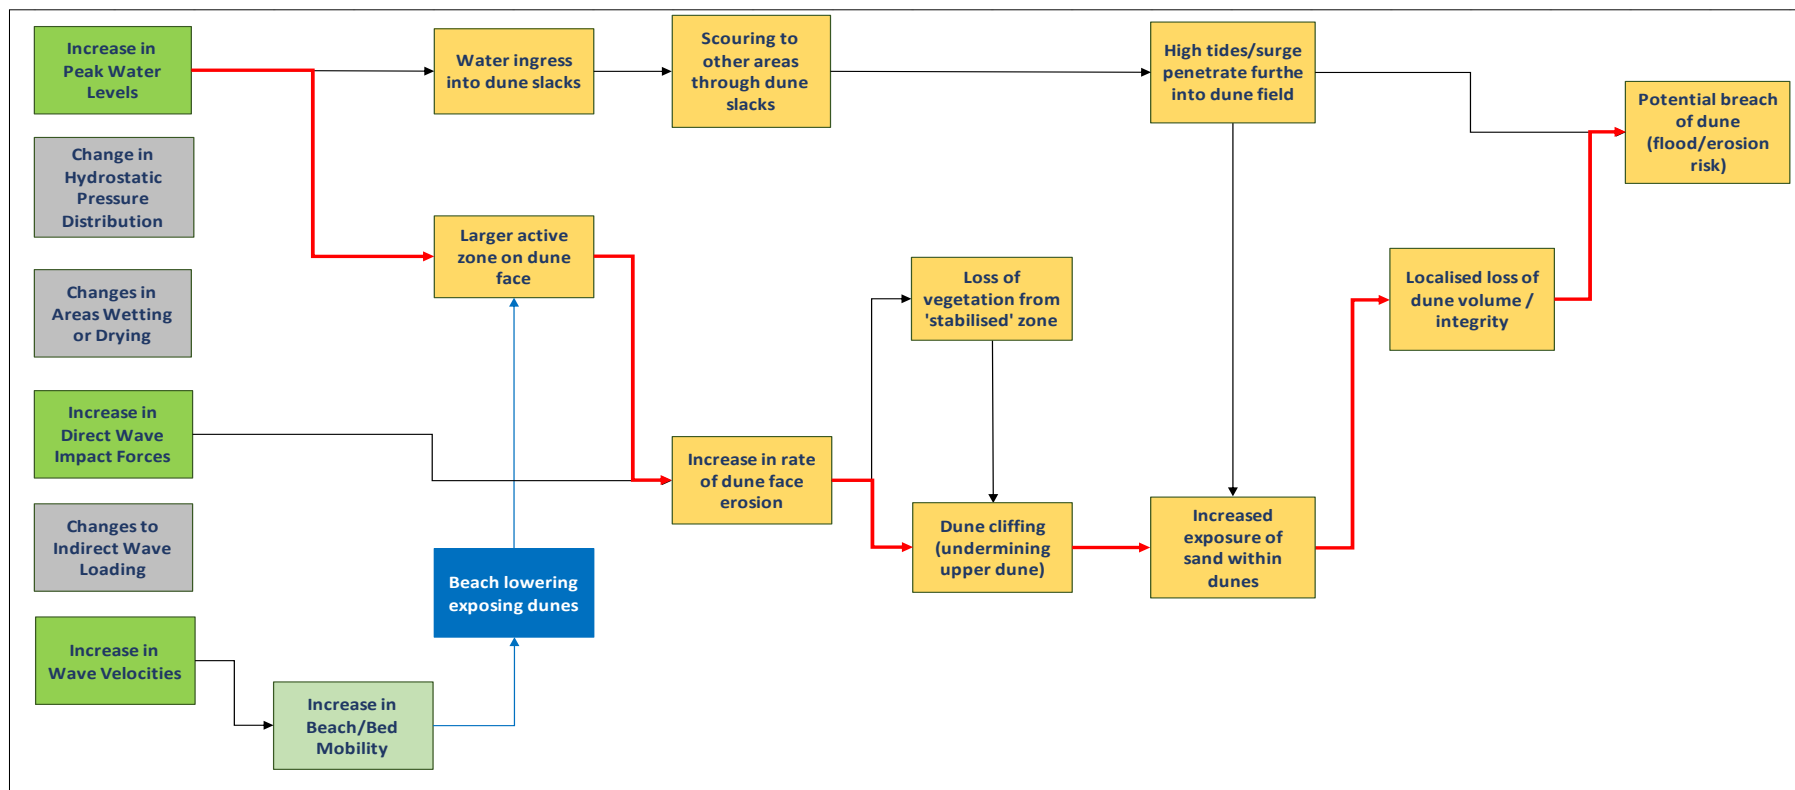 Increase in
Peak Water
Levels
Water ingress
into dune slacks
Scouring to
other areas
through dune
slacks
High tides/surge
penetrate furthe
into dune field
Potential breach
of dune
(flood/erosion
risk)
Change in
Hydrostatic
Pressure
Distribution
Larger active
zone on dune
face
Loss of
vegetation from
'stabilised' zone
Localised loss of
dune volume /
integrity
Changes in
Areas Wetting
or Drying
Increase in
Direct Wave
Impact Forces
Increase in rate
of dune face
erosion
Dune cliffing
(undermining
upper dune)
Increased
exposure of
sand within
dunes
Changes to
Indirect Wave
Loading
Beach lowering
exposing dunes
Increase in
Wave Velocities
Increase in
Beach/Bed
Mobility